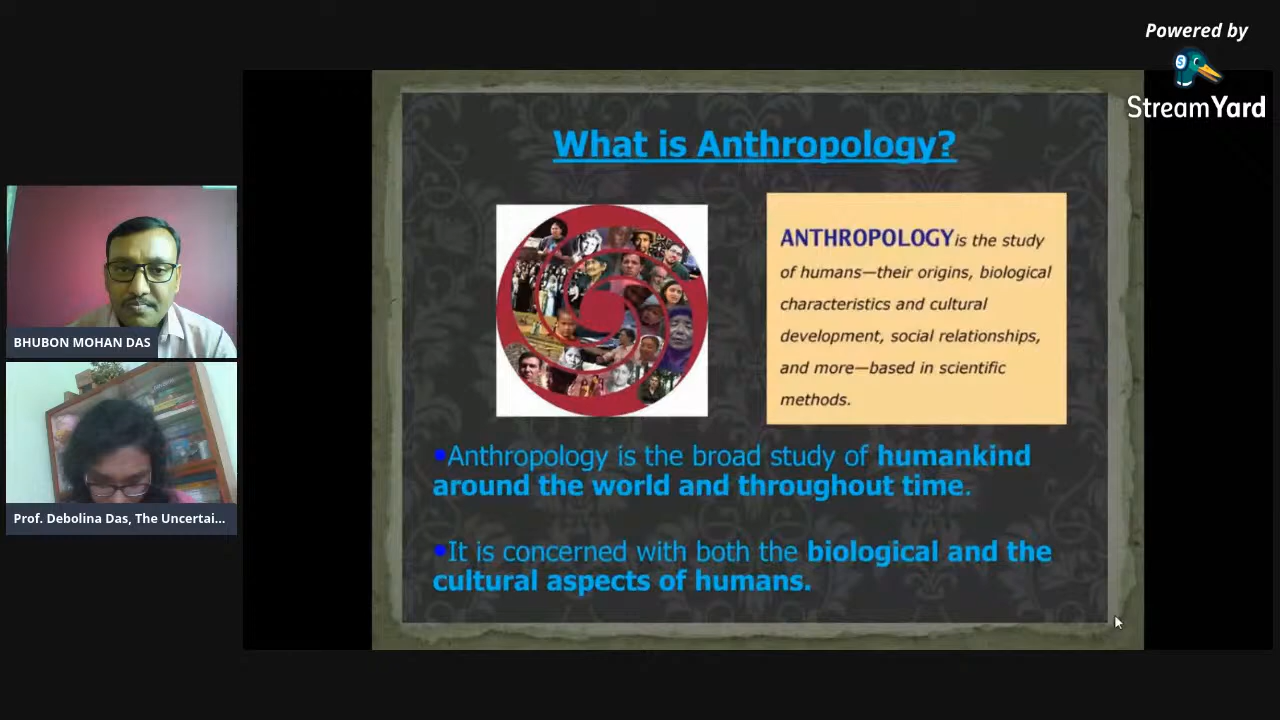 Powered by
StreamYard
What is Anthropology?
ANTHROPOLOGY is the study
of humans—their origins, biological
characteristics and cultural
development, social relationships,
and more—based in scientific
methods.
•Anthropology is the broad study of humankind
around the world and throughout time.
•It is concerned with both the biological and the
cultural aspects of humans.
BHUBON MOHAN DAS
Prof. Debolina Das, The Uncertai...